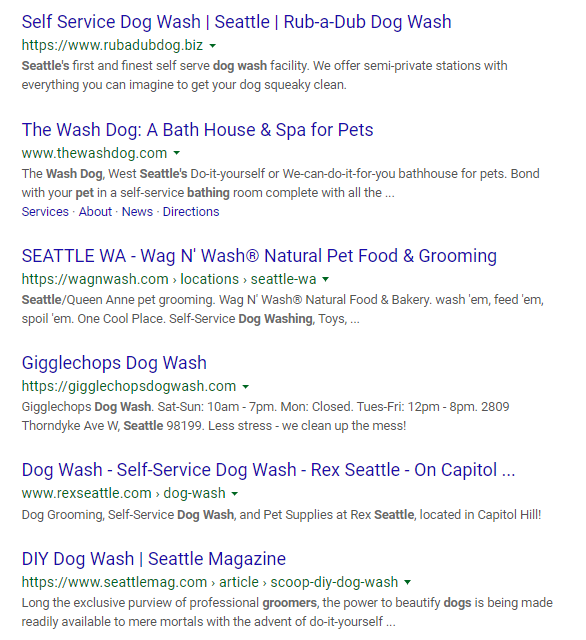 Self Service Dog Wash | Seattle | Rub-a-Dub Dog Wash
https://www.rubadubdog.biz
Seattle's first and finest self serve dog wash facility. We offer semi-private stations with
everything you can imagine to get your dog squeaky clean.
The Wash Dog: A Bath House & Spa for Pets
www.thewashdog.com
The Wash Dog, West Seattle's Do-it-yourself or We-can-do-it-for-you bathhouse for pets. Bond
with your pet in a self-service bathing room complete with all the ...
Services · About · News · Directions
SEATTLE WA - Wag N' Wash® Natural Pet Food & Grooming
https://wagnwash.com › locations › seattle-wa
Seattle/Queen Anne pet grooming. Wag N' Wash® Natural Food & Bakery. wash 'em, feed 'em,
spoil 'em. One Cool Place. Self-Service Dog Washing, Toys, ...
Gigglechops Dog Wash
https://gigglechopsdogwash.com
Gigglechops Dog Wash. Sat-Sun: 10am - 7pm. Mon: Closed. Tues-Fri: 12pm - 8pm. 2809
Thorndyke Ave W, Seattle 98199. Less stress - we clean up the mess!
Dog Wash - Self-Service Dog Wash - Rex Seattle - On Capitol ...
www.rexseattle.com › dog-wash
Dog Grooming, Self-Service Dog Wash, and Pet Supplies at Rex Seattle, located in Capitol Hill!
DIY Dog Wash | Seattle Magazine
https://www.seattlemag.com › article › scoop-diy-dog-wash
Long the exclusive purview of professional groomers, the power to beautify dogs is being made
readily available to mere mortals with the advent of do-it-yourself ...